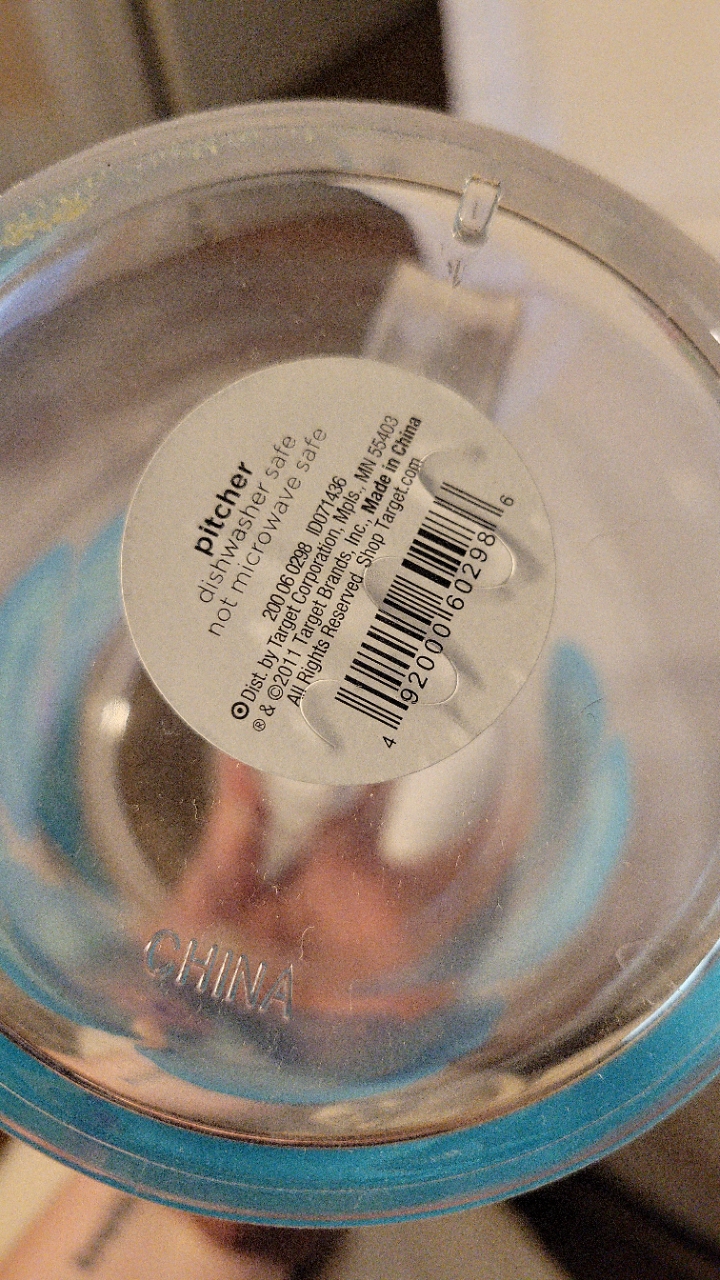 pitcher
dishwasher safe
not microwave safe
200 06 0298 ID071436
Dist. by Target Corporation, Mpls., MN 55403
® & ©2011 Target Brands, Inc., Made in China
All Rights Reserved. Shop Target.com
4 92000 60298 6
CHINA